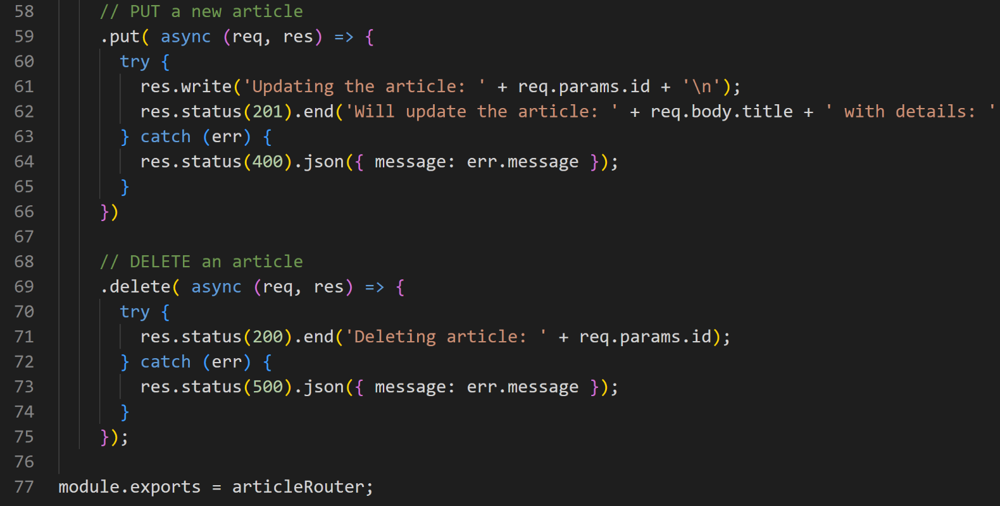 58 // PUT a new article
59 .put( async (req, res) => {
60 try {
61 res.write('Updating the article: ' + req.params.id + '\n');
62 res.status(201).end('Will update the article: ' + req.body.title + ' with details: '
63 } catch (err) {
64 res.status(400).json({ message: err.message });
65 }
66 })
67
68 // DELETE an article
69 .delete( async (req, res) => {
70 try {
71 res.status(200).end('Deleting article: ' + req.params.id);
72 } catch (err) {
73 res.status(500).json({ message: err.message });
74 }
75 });
76
77 module.exports = articleRouter;